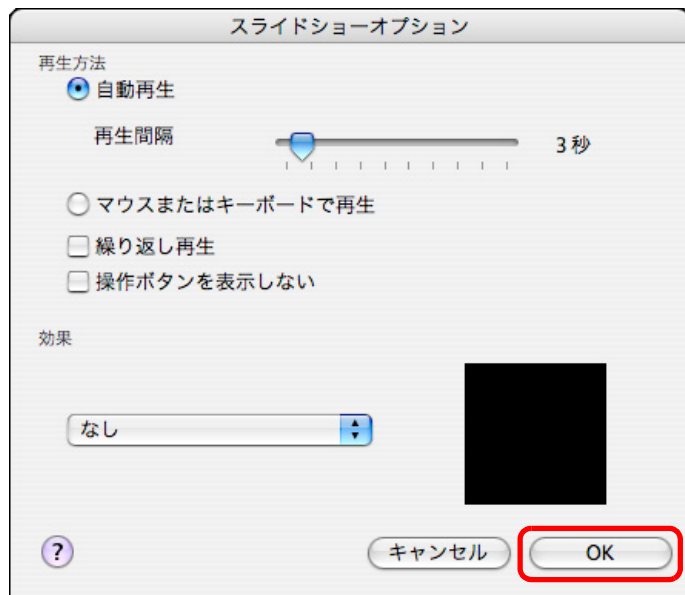 スライドショーオプション
再生方法
自動再生
再生間隔
3秒
マウスまたはキーボードで再生
繰り返し再生
操作ボタンを表示しない
効果
なし
?
キャンセル
OK